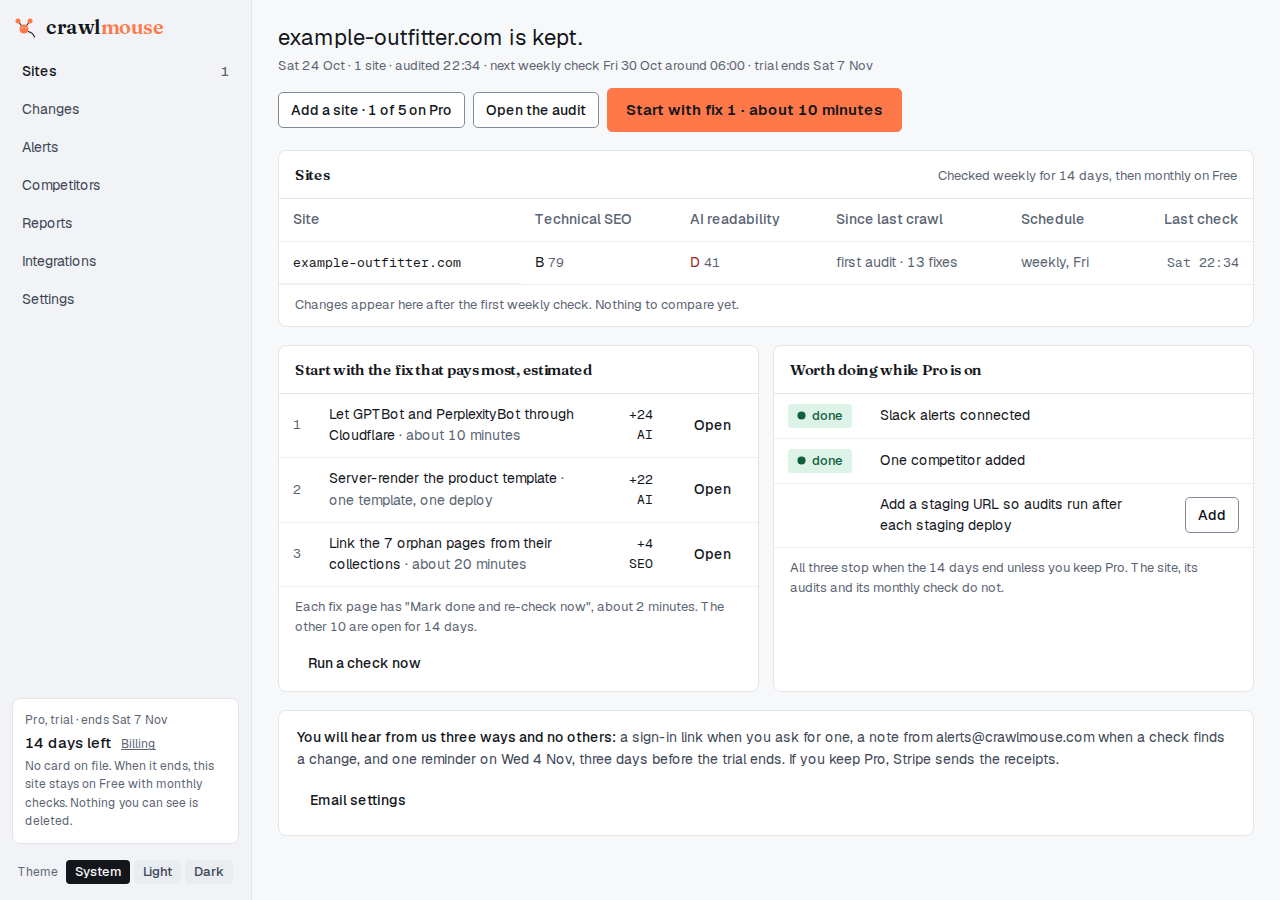 crawlmouse
Sites 1
Changes
Alerts
Competitors
Reports
Integrations
Settings
Pro, trial · ends Sat 7 Nov
14 days left Billing
No card on file. When it ends, this
site stays on Free with monthly
checks. Nothing you can see is
deleted.
Theme System Light Dark
example-outfitter.com is kept.
Sat 24 Oct · 1 site · audited 22:34 · next weekly check Fri 30 Oct around 06:00 · trial ends Sat 7 Nov
Add a site · 1 of 5 on Pro Open the audit Start with fix 1 · about 10 minutes
Sites Checked weekly for 14 days, then monthly on Free
Site Technical SEO AI readability Since last crawl Schedule Last check
example-outfitter.com B 79 D 41 first audit · 13 fixes weekly, Fri Sat 22:34
Changes appear here after the first weekly check. Nothing to compare yet.
Start with the fix that pays most, estimated
1 Let GPTBot and PerplexityBot through +24 Open
Cloudflare · about 10 minutes AI
2 Server-render the product template · +22 Open
one template, one deploy AI
3 Link the 7 orphan pages from their +4 Open
collections · about 20 minutes SEO
Each fix page has "Mark done and re-check now", about 2 minutes. The
other 10 are open for 14 days.
Run a check now
Worth doing while Pro is on
done Slack alerts connected
done One competitor added
Add a staging URL so audits run after Add
each staging deploy
All three stop when the 14 days end unless you keep Pro. The site, its
audits and its monthly check do not.
You will hear from us three ways and no others: a sign-in link when you ask for one, a note from alerts@crawlmouse.com when a check finds
a change, and one reminder on Wed 4 Nov, three days before the trial ends. If you keep Pro, Stripe sends the receipts.
Email settings